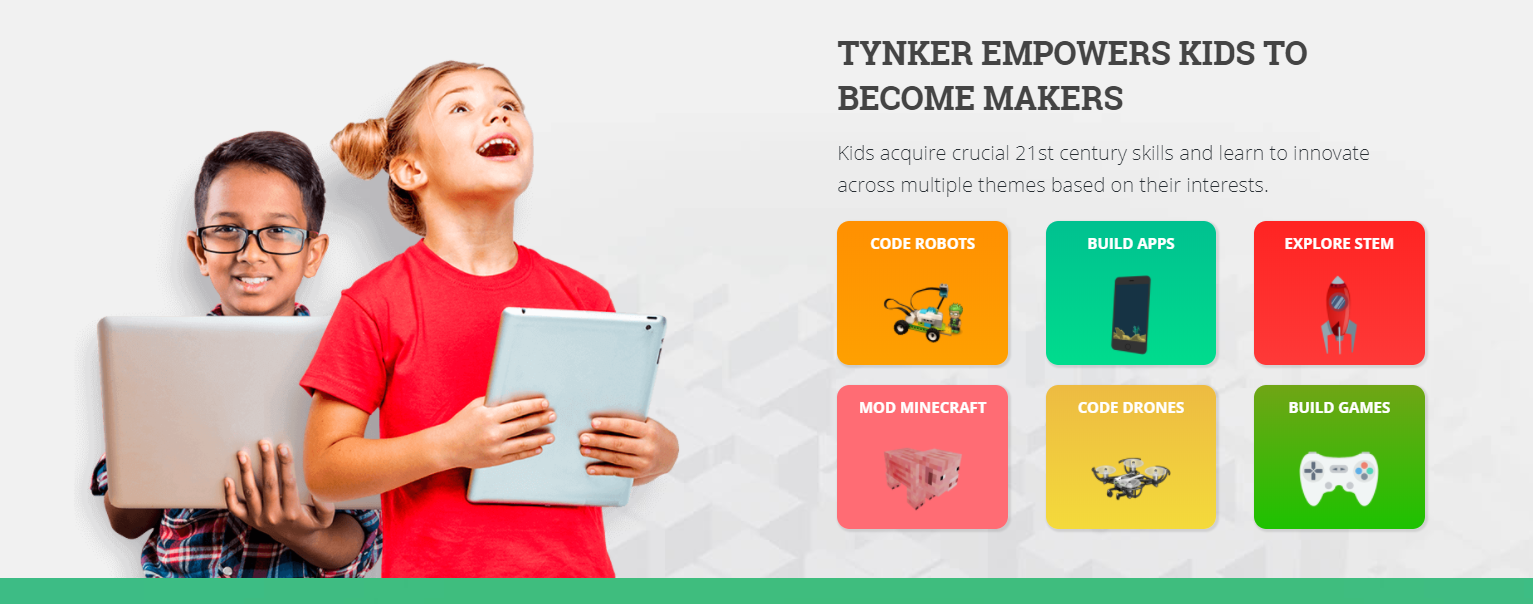 TYNKER EMPOWERS KIDS TO
BECOME MAKERS
Kids acquire crucial 21st century skills and learn to innovate
across multiple themes based on their interests.
CODE ROBOTS
BUILD APPS
EXPLORE STEM
MOD MINECRAFT
CODE DRONES
BUILD GAMES